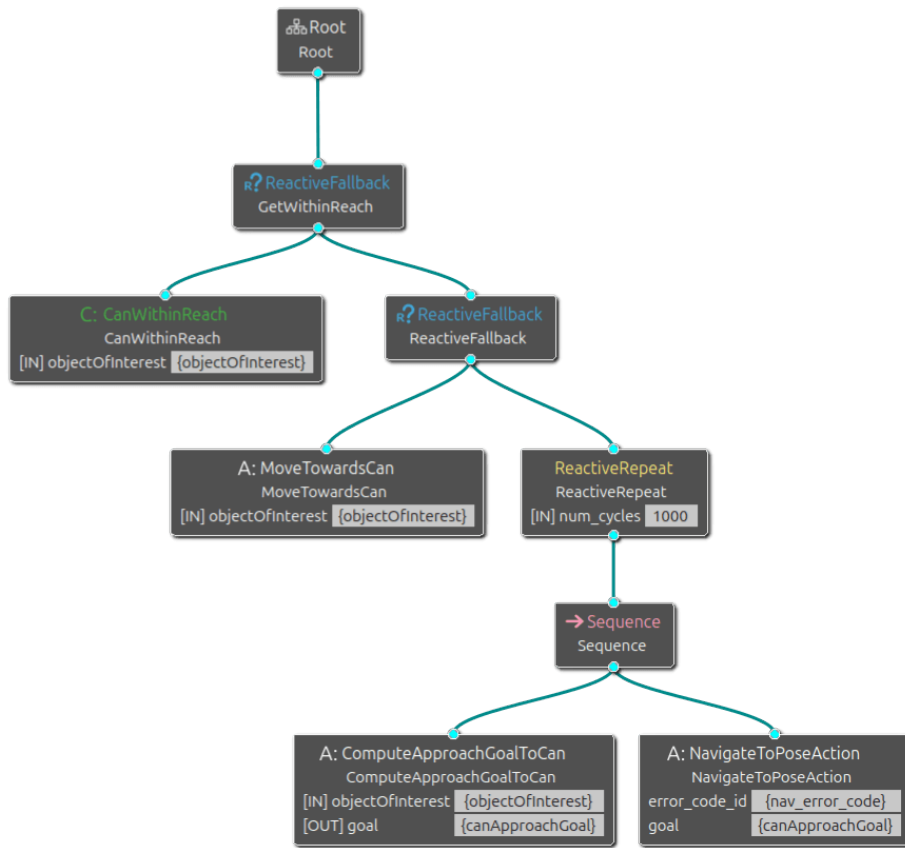 Root
Root
R? ReactiveFallback
GetWithinReach
C: CanWithinReach
CanWithinReach
[IN] objectOfInterest {objectOfInterest}
R? ReactiveFallback
ReactiveFallback
A: MoveTowardsCan
MoveTowardsCan
[IN] objectOfInterest {objectOfInterest}
ReactiveRepeat
ReactiveRepeat
[IN] num_cycles 1000
→ Sequence
Sequence
A: ComputeApproachGoalToCan
ComputeApproachGoalToCan
[IN] objectOfInterest {objectOfInterest}
[OUT] goal {canApproachGoal}
A: NavigateToPoseAction
NavigateToPoseAction
error_code_id {nav_error_code}
goal {canApproachGoal}